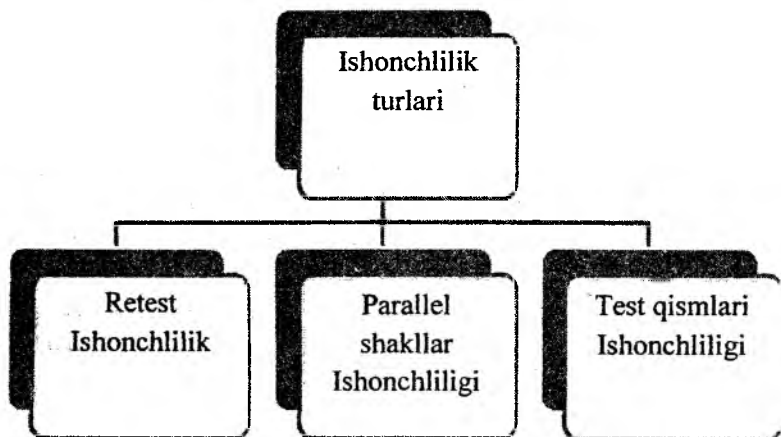 Ishonchlilik
turlari
Retest
Ishonchlilik
Parallel
shakllar
Ishonchliligi
Test qismlari
Ishonchliligi